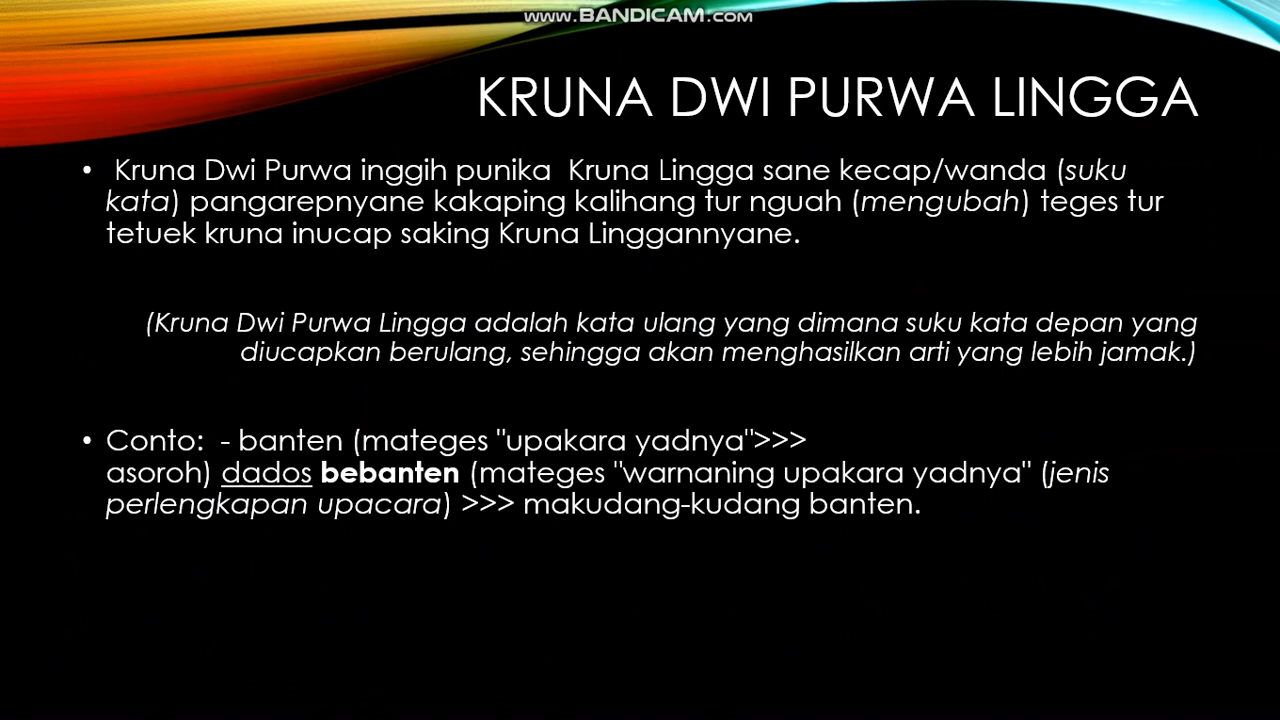 www.BANDICAM.com
KRUNA DWI PURWA LINGGA
• Kruna Dwi Purwa inggih punika Kruna Lingga sane kecap/wanda (suku
kata) pangarepnyane kakaping kalihang tur nguah (mengubah) teges tur
tetuek kruna inucap saking Kruna Linggannyane.
(Kruna Dwi Purwa Lingga adalah kata ulang yang dimana suku kata depan yang
diucapkan berulang, sehingga akan menghasilkan arti yang lebih jamak.)
• Conto: - banten (mateges "upakara yadnya">>>
asoroh) dados bebanten (mateges "warnaning upakara yadnya" (jenis
perlengkapan upacara) >>> makudang-kudang banten.